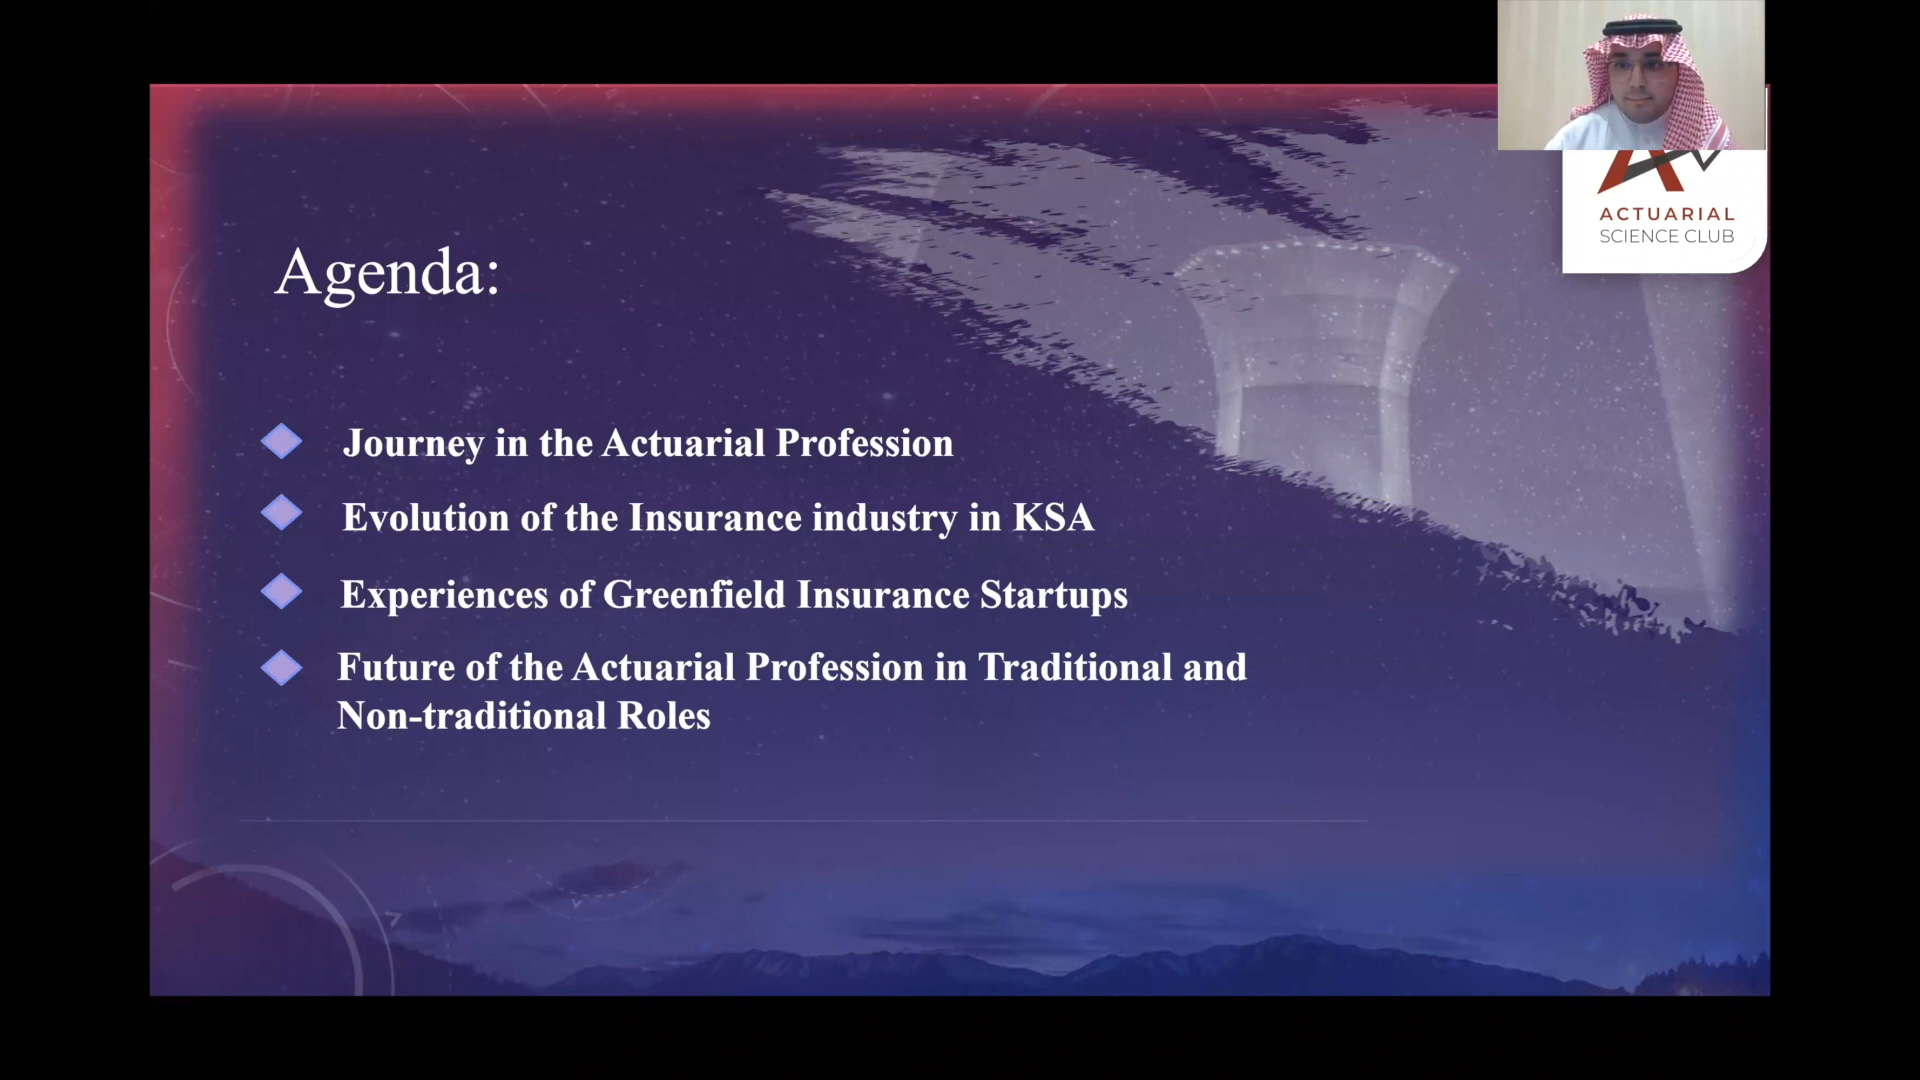 ACTUARIAL
SCIENCE CLUB
Agenda:
Journey in the Actuarial Profession
Evolution of the Insurance industry in KSA
Experiences of Greenfield Insurance Startups
Future of the Actuarial Profession in Traditional and
Non-traditional Roles